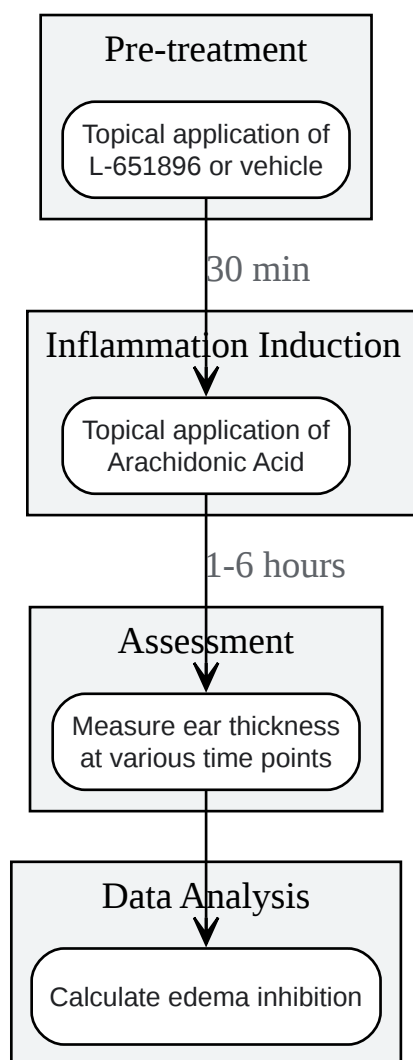 Pre-treatment
Topical application of
L-651896 or vehicle
30 min
Inflammation Induction
Topical application of
Arachidonic Acid
1-6 hours
Assessment
Measure ear thickness
at various time points
Data Analysis
Calculate edema inhibition